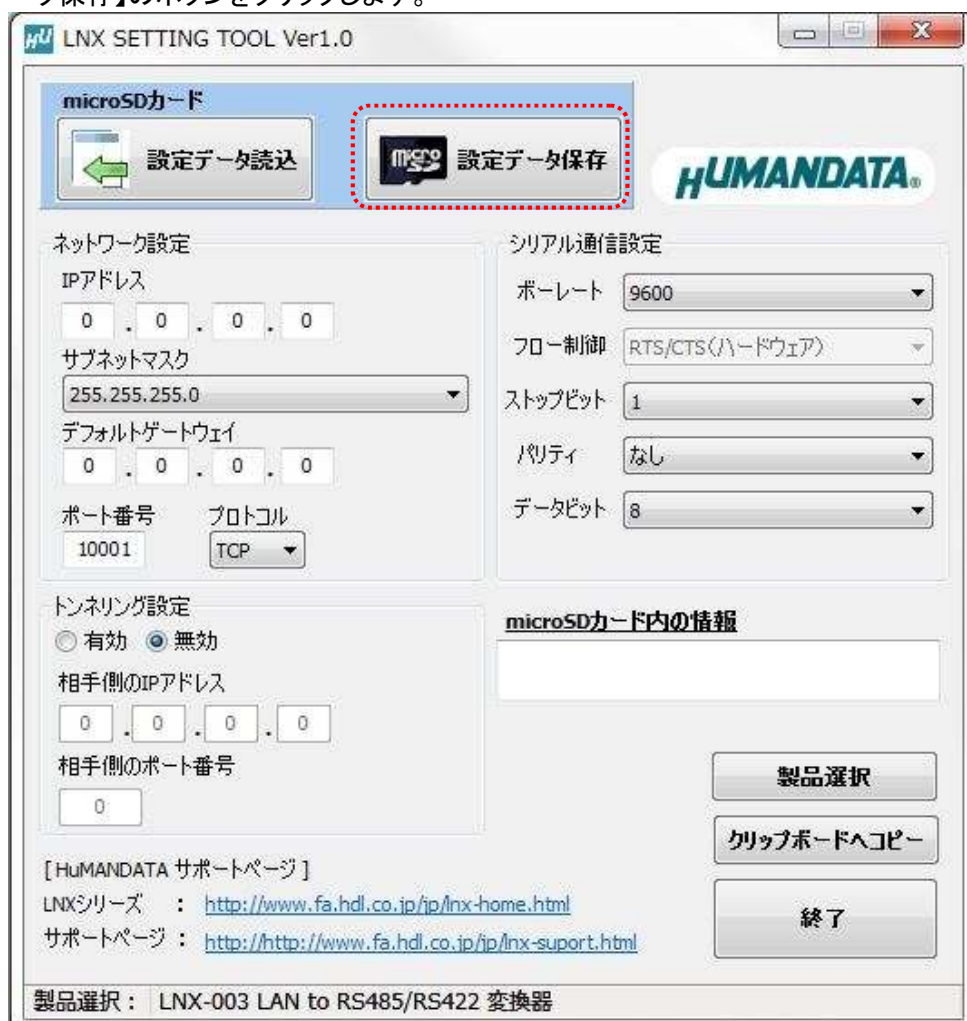 タ保存】のボタンをクリックします。
LNX SETTING TOOL Ver1.0
microSDカード
設定データ読込
micro 設定データ保存
HUMANDATA®
ネットワーク設定
IPアドレス
0 . 0 . 0 . 0
サブネットマスク
255.255.255.0
デフォルトゲートウェイ
0 . 0 . 0 . 0
ポート番号 プロトコル
10001 TCP
シリアル通信設定
ボーレート 9600
フロー制御 RTS/CTS(ハードウェア)
ストップビット 1
パリティ なし
データビット 8
トンネリング設定
有効 無効
相手側のIPアドレス
0 . 0 . 0 . 0
相手側のポート番号
0
microSDカード内の情報
製品選択
クリップボードへコピー
終了
[HuMANDATA サポートページ]
LNXシリーズ : http://www.fa.hdl.co.jp/jp/lnx-home.html
サポートページ : http://http://www.fa.hdl.co.jp/jp/lnx-suport.html
製品選択: LNX-003 LAN to RS485/RS422 変換器